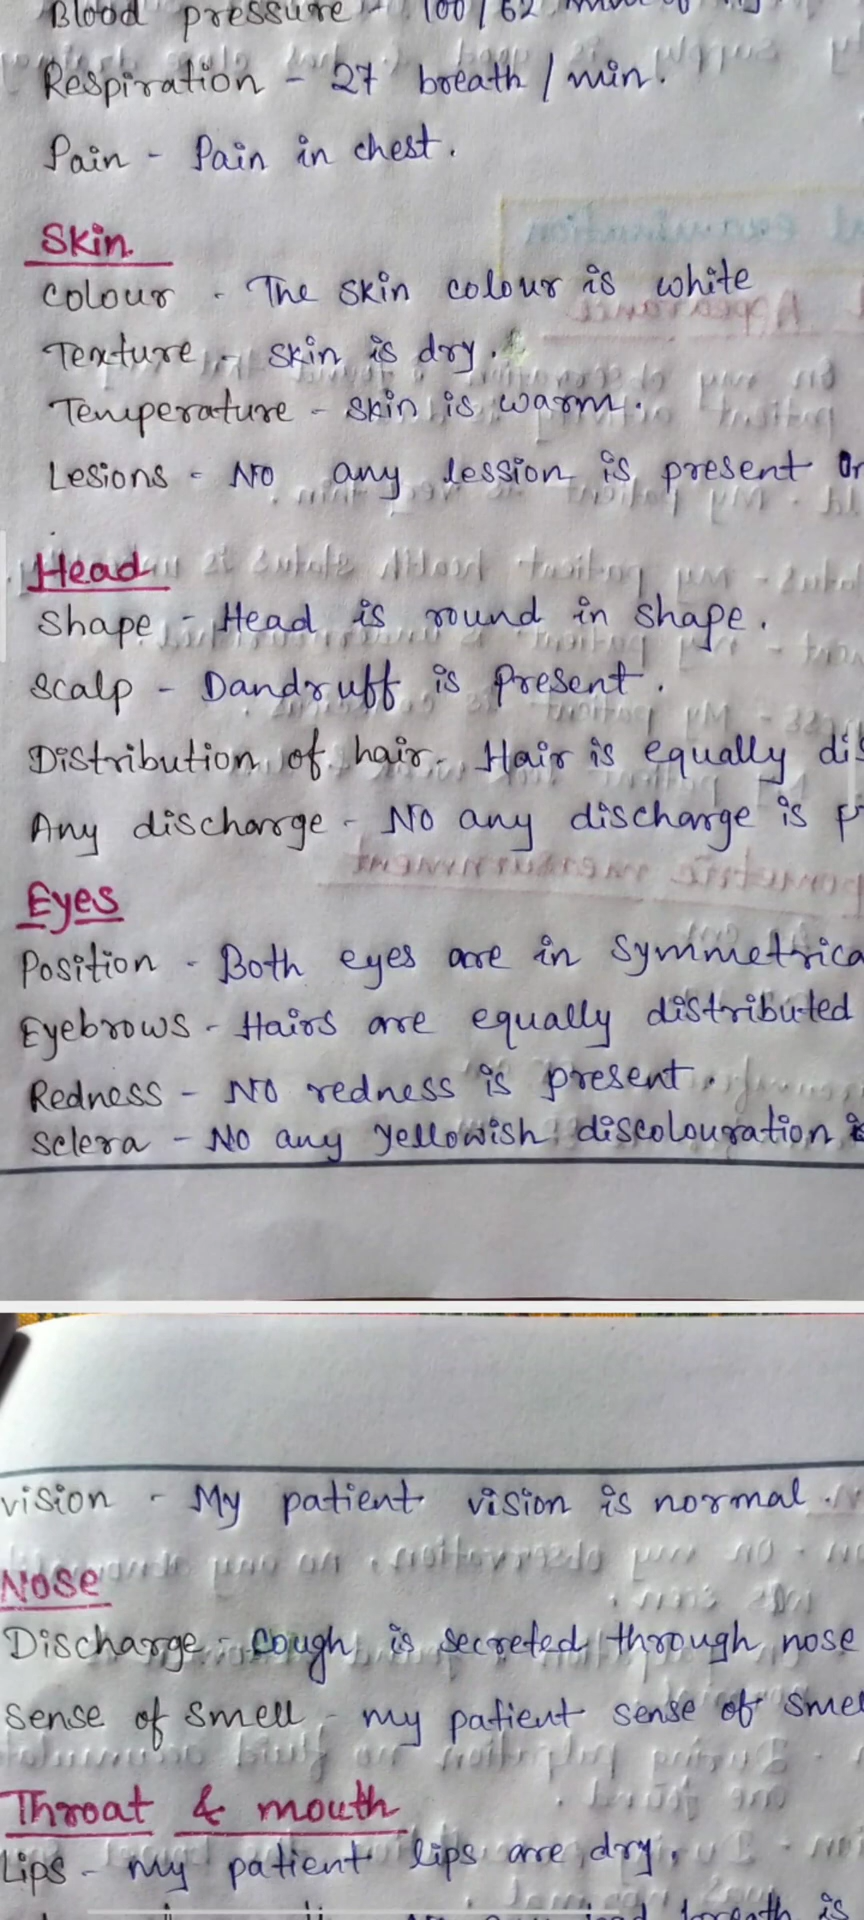 Blood pressure - 100/62
Respiration - 27 breath / min.
Pain - Pain in chest.
Skin
Colour - The skin colour is white
Texture - skin is dry.
Temperature - skin is warm.
Lesions - No any lession is present or
Head
Shape - Head is round in shape.
Scalp - Dandruff is present.
Distribution of hair - Hair is equally dis
Any discharge - No any discharge is p
Eyes
Position - Both eyes are in symmetrica
Eyebrows - Hairs are equally distributed
Redness - No redness is present.
Sclera - No any yellowish discolouration is
vision - My patient vision is normal.
Nose
Discharge - Cough is secreted through nose
sense of smell - my patient sense of smel
Throat & mouth
Lips - my patient lips are dry.